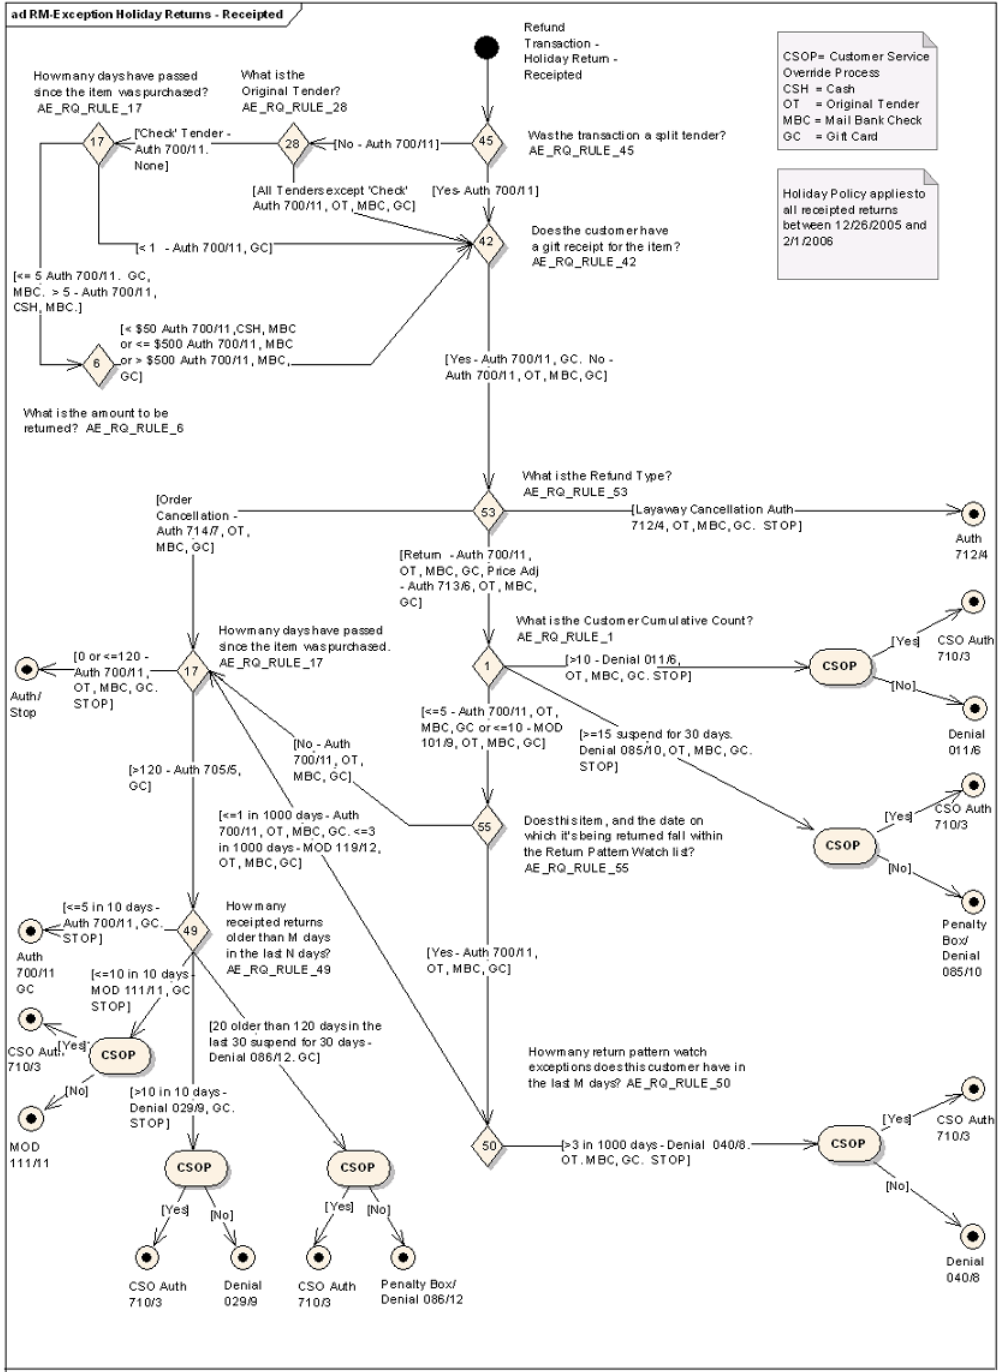 ad RM-Exception Holiday Returns - Receipted
Refund
Transaction -
Holiday Return -
Receipted
CSOP= Customer Service
Override Process
CSH = Cash
OT = Original Tender
MBC = Mail Bank Check
GC = Gift Card
How many days have passed
since the item was purchased?
AE_RQ_RULE_17
What is the
Original Tender?
AE_RQ_RULE_28
17
['Check' Tender -
Auth 700/11.
None]
28
[No - Auth 700/11]
45
Was the transaction a split tender?
AE_RQ_RULE_45
[All Tenders except 'Check'
Auth 700/11, OT, MBC, GC]
[Yes- Auth 700/11]
Holiday Policy applies to
all receipted returns
between 12/26/2005 and
2/1/2006
[< 1 - Auth 700/11, GC]
42
Does the customer have
a gift receipt for the item?
AE_RQ_RULE_42
[<= 5 Auth 700/11. GC,
MBC. > 5 - Auth 700/11,
CSH, MBC.]
[< $50 Auth 700/11,CSH, MBC
or <= $500 Auth 700/11, MBC
or > $500 Auth 700/11, MBC,
GC]
6
[Yes - Auth 700/11, GC. No -
Auth 700/11, OT, MBC, GC]
What is the amount to be
returned? AE_RQ_RULE_6
What is the Refund Type?
AE_RQ_RULE_53
[Order
Cancellation -
Auth 714/7, OT,
MBC, GC]
53
[Layaway Cancellation Auth
712/4, OT, MBC, GC. STOP]
Auth
712/4
[Return - Auth 700/11,
OT, MBC, GC, Price Adj
- Auth 713/6, OT, MBC,
GC]
How many days have passed
since the item was purchased.
AE_RQ_RULE_17
What is the Customer Cumulative Count?
AE_RQ_RULE_1
[Yes]
CSO Auth
710/3
[0 or <=120 -
Auth 700/11,
OT, MBC, GC.
STOP]
17
Auth/
Stop
1
[>10 - Denial 011/6,
OT, MBC, GC. STOP]
CSOP
[No]
Denial
011/6
[<=5 - Auth 700/11, OT,
MBC, GC or <=10 - MOD
101/9, OT, MBC, GC]
[>=15 suspend for 30 days.
Denial 085/10, OT, MBC, GC.
STOP]
[No - Auth
700/11, OT,
MBC, GC]
[>120 - Auth 705/5,
GC]
[<=1 in 1000 days - Auth
700/11, OT, MBC, GC. <=3
in 1000 days - MOD 119/12,
OT, MBC, GC]
55
Does this item, and the date on
which it's being returned fall within
the Return Pattern Watch list?
AE_RQ_RULE_55
CSOP
[Yes]
CSO Auth
710/3
[No]
Penalty
Box/
Denial
085/10
[<=5 in 10 days -
Auth 700/11, GC.
STOP]
49
How many
receipted returns
older than M days
in the last N days?
AE_RQ_RULE_49
Auth
700/11
GC
[Yes - Auth 700/11,
OT, MBC, GC]
[<=10 in 10 days
MOD 111/11, GC
STOP]
[20 older than 120 days in the
last 30 suspend for 30 days -
Denial 086/12. GC]
CSO Auth
710/3
[Yes]
CSOP
[No]
MOD
111/11
How many return pattern watch
exceptions does this customer have in
the last M days? AE_RQ_RULE_50
[>10 in 10 days -
Denial 029/9, GC.
STOP]
50
[>3 in 1000 days - Denial 040/8.
OT. MBC, GC. STOP]
CSOP
[Yes]
CSO Auth
710/3
[No]
Denial
040/8
CSOP
CSOP
[Yes]
[No]
[Yes]
[No]
CSO Auth
710/3
Denial
029/9
CSO Auth
710/3
Penalty Box/
Denial 086/12